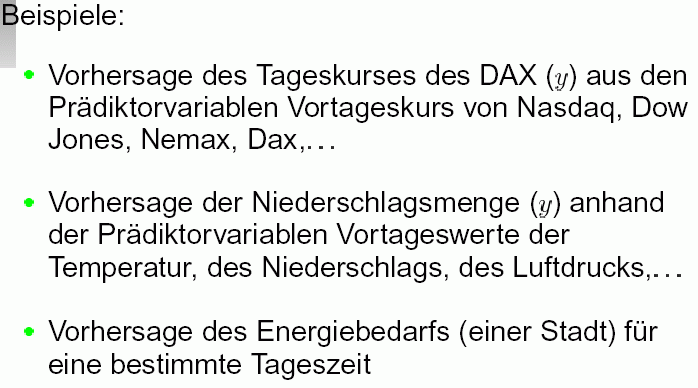 Beispiele:
Vorhersage des Tageskurses des DAX (y) aus den
Prädiktorvariablen Vortageskurs von Nasdaq, Dow
Jones, Nemax, Dax,...
Vorhersage der Niederschlagsmenge (y) anhand
der Prädiktorvariablen Vortageswerte der
Temperatur, des Niederschlags, des Luftdrucks,...
Vorhersage des Energiebedarfs (einer Stadt) für
eine bestimmte Tageszeit